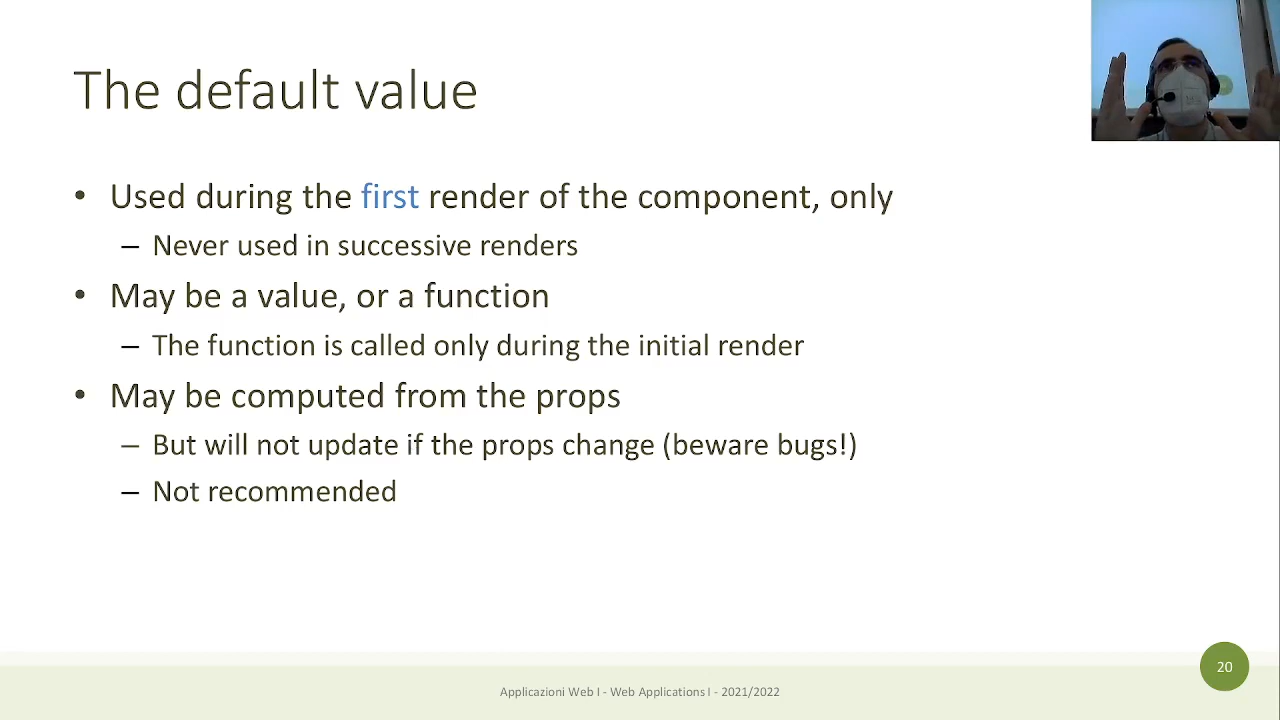 The default value
• Used during the first render of the component, only
– Never used in successive renders
• May be a value, or a function
– The function is called only during the initial render
• May be computed from the props
– But will not update if the props change (beware bugs!)
– Not recommended
Applicazioni Web I - Web Applications I - 2021/2022
20